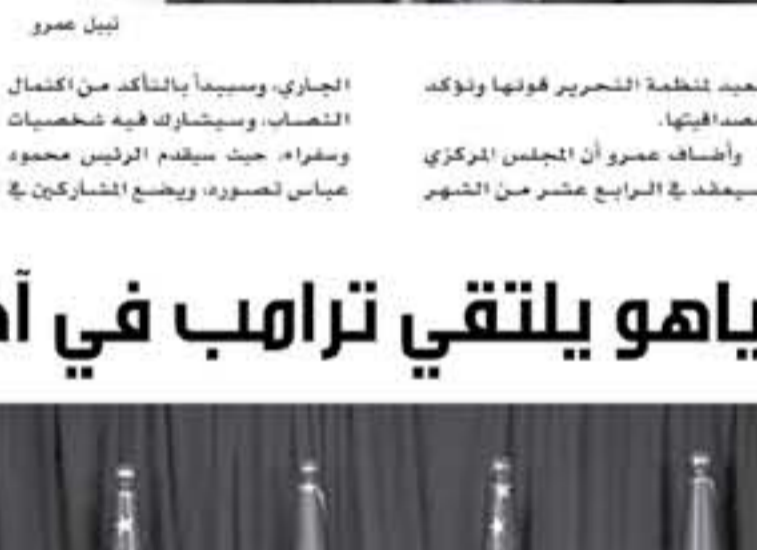 نبيل عمرو
لمنظمة التحرير قوتها وتؤكد
مصداقيتها.
وأضاف عمرو أن المجلس المركزي
سيعقد في الرابع عشر من الشهر
الجاري، وسيبدأ بالتأكد من اكتمال
النصاب، وسيشارك فيه شخصيات
وسفراء، حيث سيقدم الرئيس محمود
عباس تصوره، ويضع المشاركين في
ياهو يلتقي ترامب في